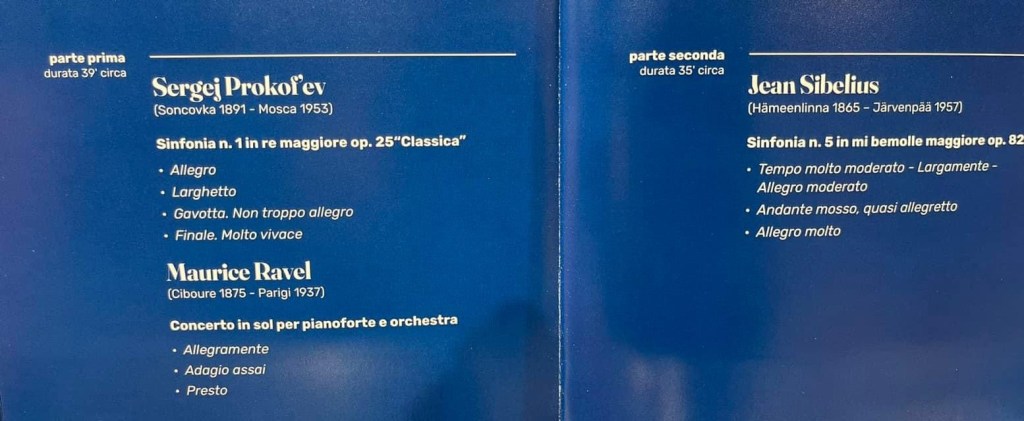 parte prima
durata 39' circa
Sergej Prokof'ev
(Soncovka 1891 - Mosca 1953)
Sinfonia n. 1 in re maggiore op. 25“Classica”
• Allegro
• Larghetto
• Gavotta. Non troppo allegro
• Finale. Molto vivace
Maurice Ravel
(Ciboure 1875 - Parigi 1937)
Concerto in sol per pianoforte e orchestra
• Allegramente
• Adagio assai
• Presto
parte seconda
durata 35' circa
Jean Sibelius
(Hämeenlinna 1865 – Järvenpää 1957)
Sinfonia n. 5 in mi bemolle maggiore op. 82
• Tempo molto moderato - Largamente -
Allegro moderato
• Andante mosso, quasi allegretto
• Allegro molto